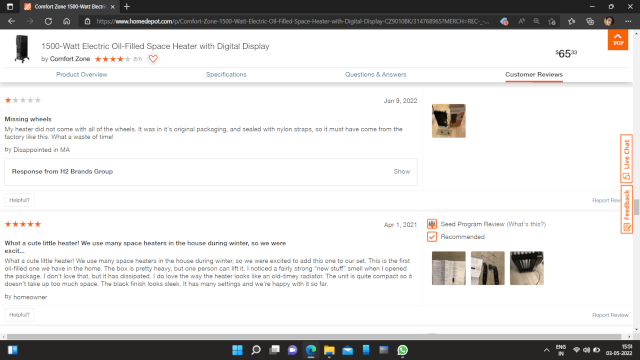 Comfort Zone 1500-Watt Electri
https://www.homedepot.com/p/Comfort-Zone-1500-Watt-Electric-Oil-Filled-Space-Heater-with-Digital-Display-CZ9010BK/314768965?MERCH=REC-_-...
1500-Watt Electric Oil-Filled Space Heater with Digital Display
by Comfort Zone (51)
$65.33
TOP
Product Overview
Specifications
Questions & Answers
Customer Reviews
Jan 9, 2022
Missing wheels
My heater did not come with all of the wheels. It was in it's original packaging, and sealed with nylon straps, so it must have come from the
factory like this. What a waste of time!
by Disappointed in MA
Response from H2 Brands Group
Show
Helpful?
Report Rev
Live Chat
Feedback
Apr 1, 2021
Seed Program Review (What's this?)
Recommended
What a cute little heater! We use many space heaters in the house during winter, so we were
excit...
What a cute little heater! We use many space heaters in the house during winter, so we were excited to add this one to our set. This is the first
oil-filled one we have in the home. The box is pretty heavy, but one person can lift it. I noticed a fairly strong "new stuff" smell when I opened
the package. I don't love that, but it has dissipated. I do love the way the heater looks like an old-timey radiator. The unit is quite compact so it
doesn't take up too much space. The black finish looks sleek. It has many settings and we're happy with it so far.
by homeowner
Helpful?
Report Review
ENG
IN
15:51
03-05-2022